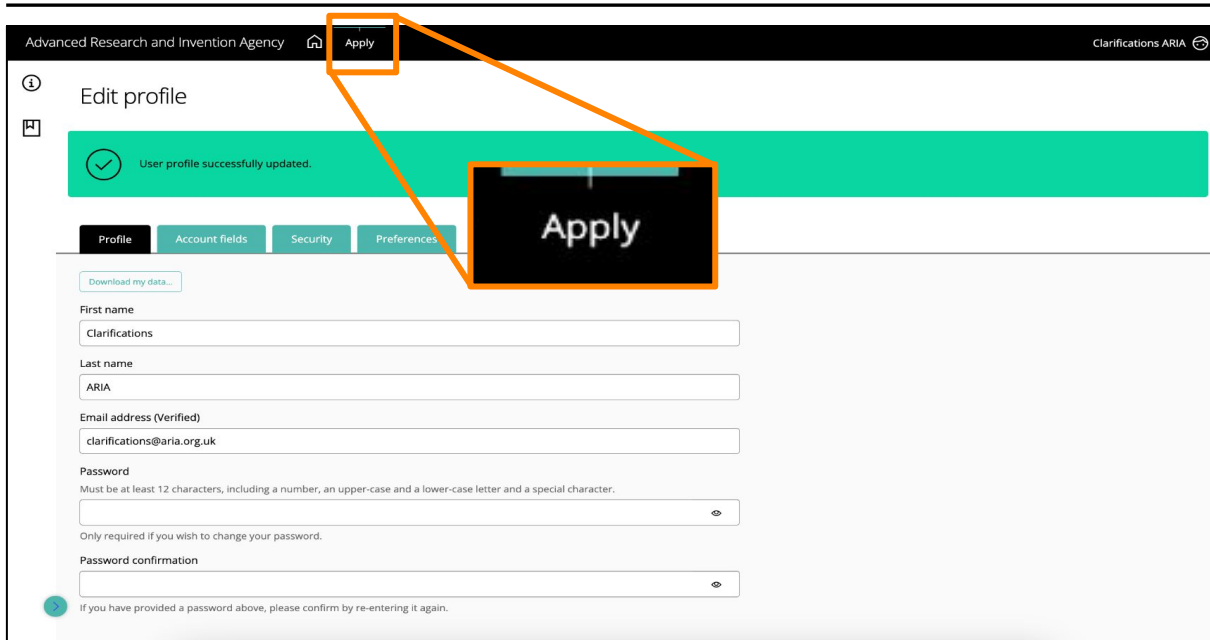 Advanced Research and Invention Agency Apply Clarifications ARIA
Edit profile
User profile successfully updated.
Apply
Profile Account fields Security Preferences
Download my data...
First name
Clarifications
Last name
ARIA
Email address (Verified)
clarifications@aria.org.uk
Password
Must be at least 12 characters, including a number, an upper-case and a lower-case letter and a special character.
Only required if you wish to change your password.
Password confirmation
If you have provided a password above, please confirm by re-entering it again.